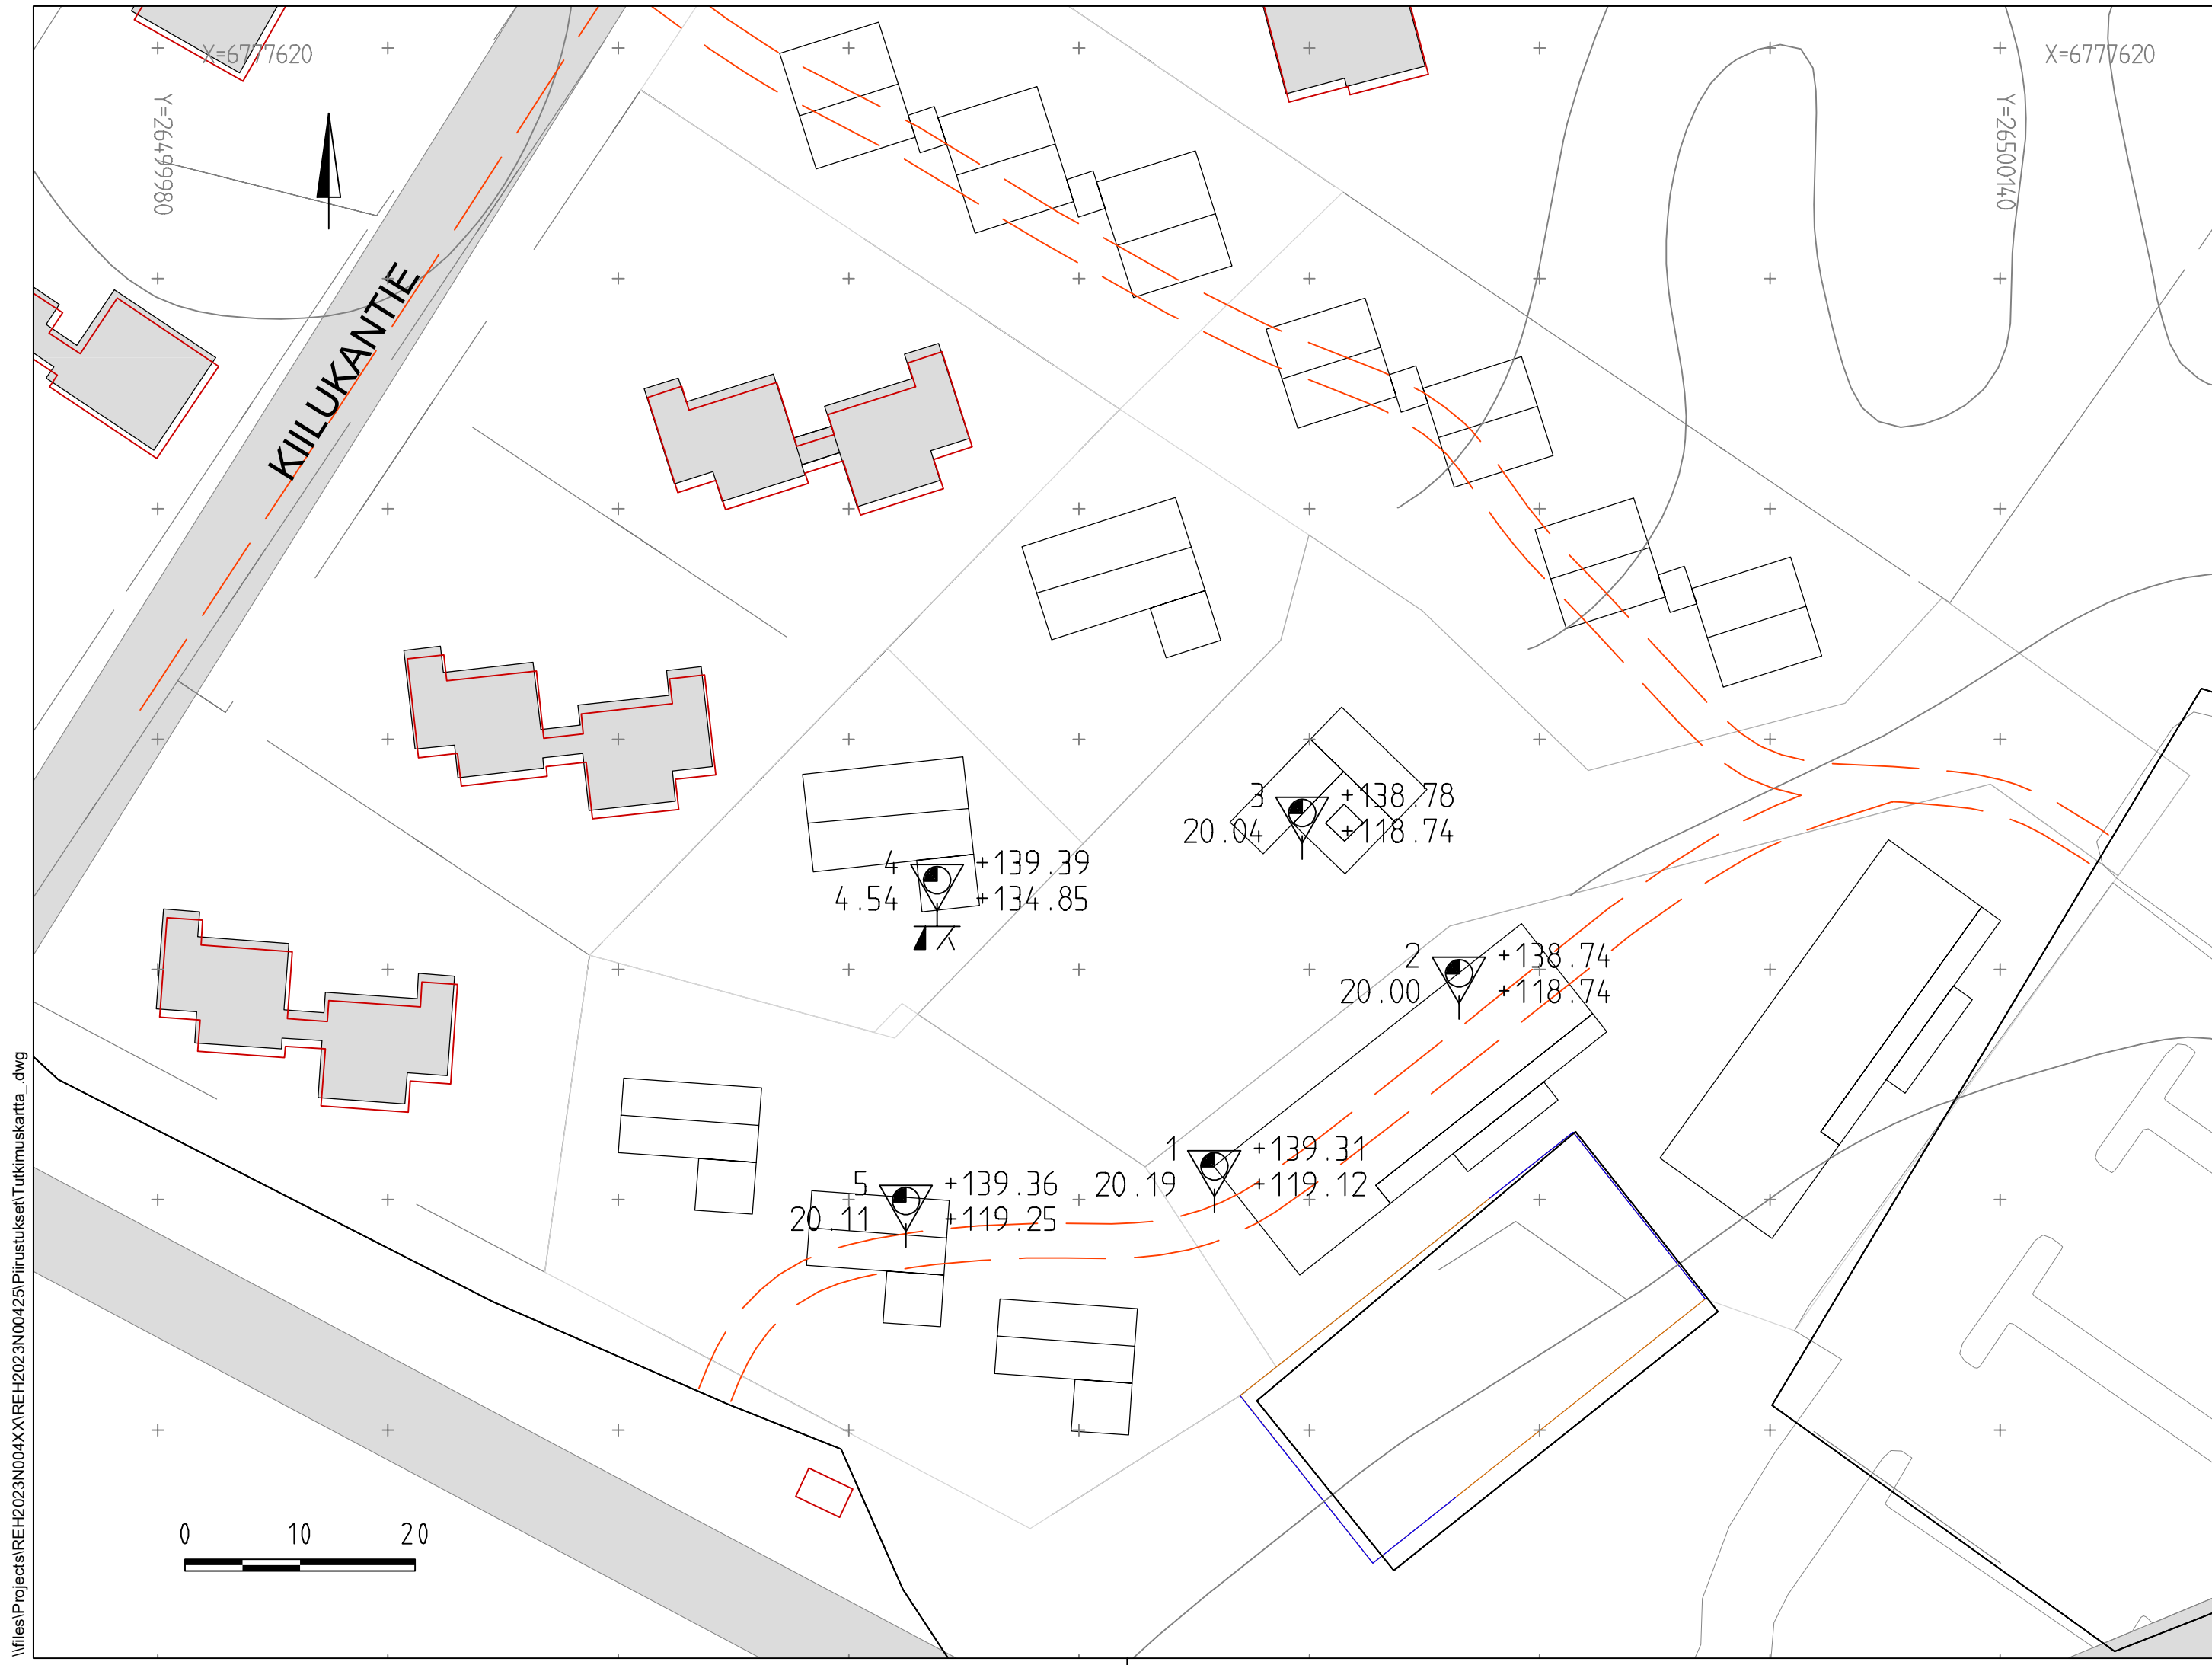 X=6777620
X=6777620
Y=26499980
Y=26500140
KIILUKANTIE
3 +138.78
20.04 +118.74
4 +139.39
4.54 +134.85
2 +138.74
20.00 +118.74
1 +139.31
20.19 +119.12
5 +139.36
20.11 +119.25
0 10 20
\\files\Projects\REH2023N004XX\REH2023N00425\Piirustukset\Tutkimuskartta_.dwg